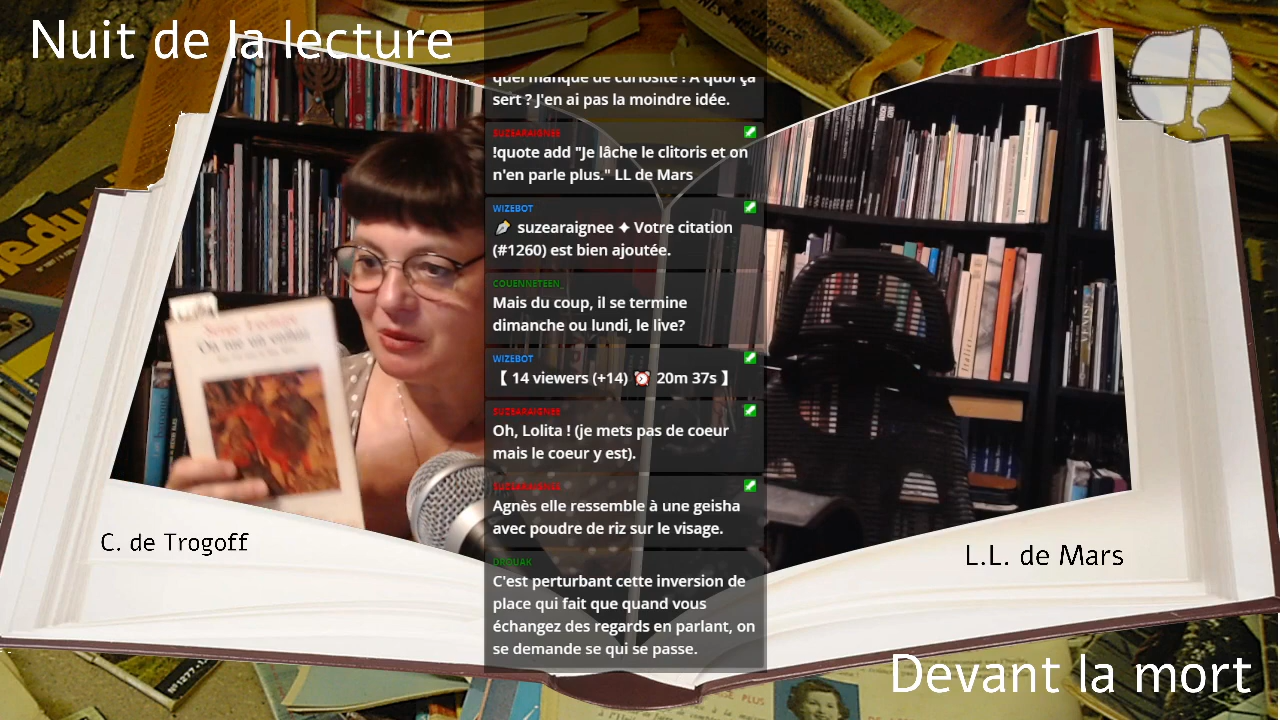 Nuit de la lecture
quel manque de curiosité ! A quoi ça
sert ? J'en ai pas la moindre idée.
SUZEARAIGNEE
!quote add "Je lâche le clitoris et on
n'en parle plus." LL de Mars
WIZEBOT
suzearaignee ✦ Votre citation
(#1260) est bien ajoutée.
COUENNETEEN_
Mais du coup, il se termine
dimanche ou lundi, le live?
WIZEBOT
【 14 viewers (+14) ⏰ 20m 37s 】
SUZEARAIGNEE
Oh, Lolita ! (je mets pas de coeur
mais le coeur y est).
SUZEARAIGNEE
Agnès elle ressemble à une geisha
avec poudre de riz sur le visage.
DROUAK
C'est perturbant cette inversion de
place qui fait que quand vous
échangez des regards en parlant, on
se demande se qui se passe.
On tue un enfant
C. de Trogoff
L.L. de Mars
Devant la mort